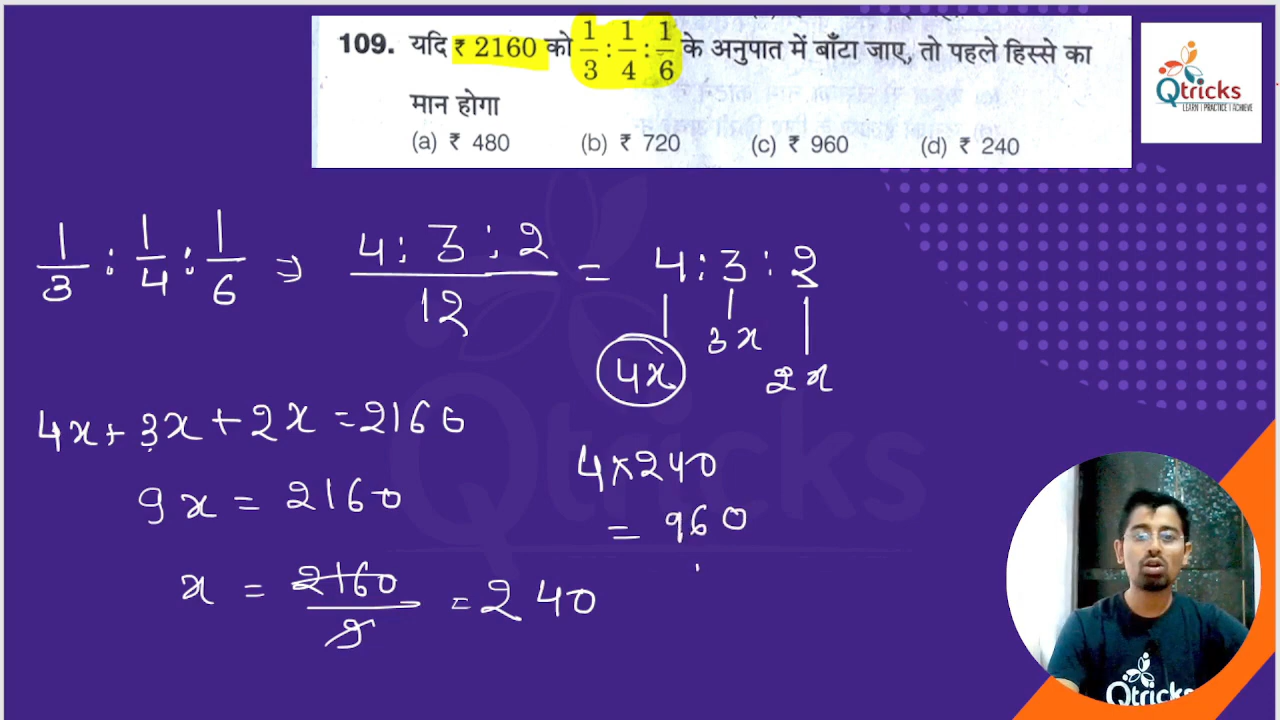 109. यदि ₹ 2160 को 1/3 : 1/4 : 1/6 के अनुपात में बाँटा जाए, तो पहले हिस्से का
मान होगा
(a) ₹ 480 (b) ₹ 720 (c) ₹ 960 (d) ₹ 240
Qtricks
LEARN | PRACTICE | ACHIEVE
1/3 : 1/4 : 1/6 ⇒ 4 : 3 : 2 / 12 = 4 : 3 : 2
4x 3x 2x
4x + 3x + 2x = 2160
9x = 2160
x = 2160/9 = 240
4×240
= 960
Qtricks
Qtricks